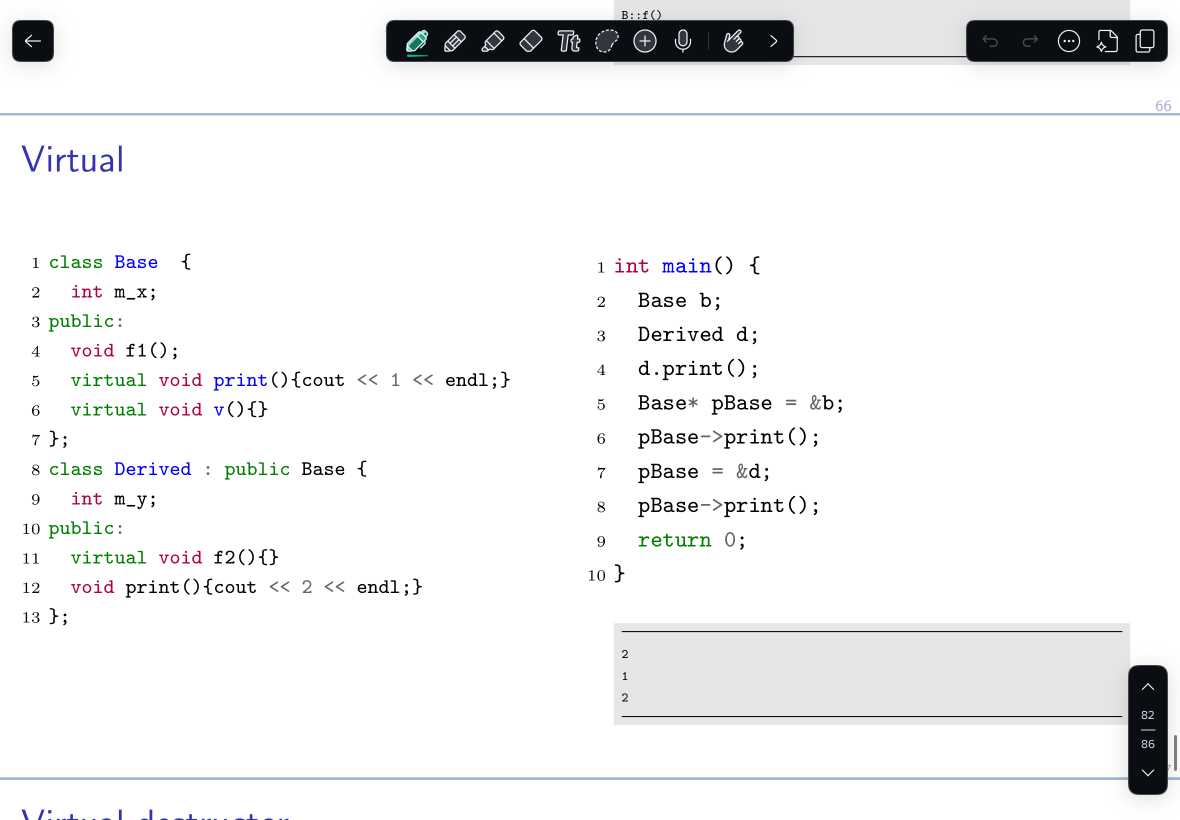 B::f()
Tt
66
Virtual
1 class Base {
2 int m_x;
3 public:
4 void f1();
5 virtual void print(){cout << 1 << endl;}
6 virtual void v(){}
7 };
8 class Derived : public Base {
9 int m_y;
10 public:
11 virtual void f2(){}
12 void print(){cout << 2 << endl;}
13 };
1 int main() {
2 Base b;
3 Derived d;
4 d.print();
5 Base* pBase = &b;
6 pBase->print();
7 pBase = &d;
8 pBase->print();
9 return 0;
10 }
2
1
2
82
86
Virtual destructor